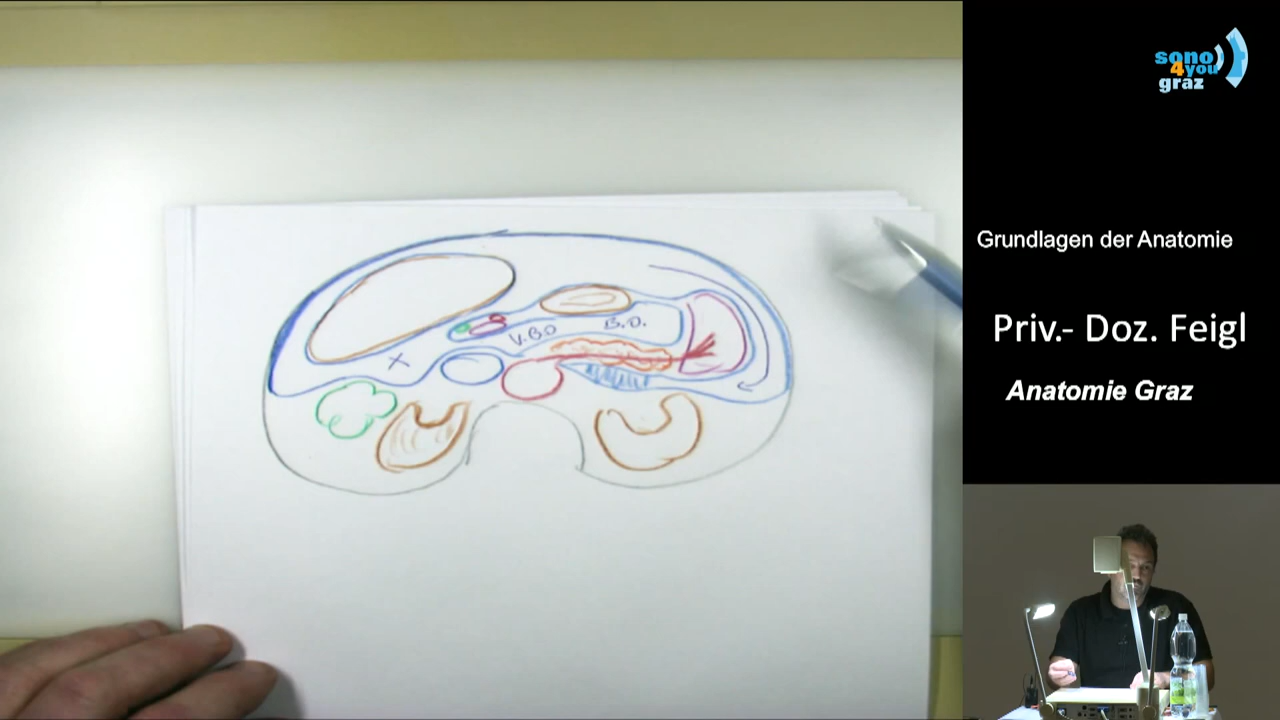 sono
4you
graz
Grundlagen der Anatomie
Priv.- Doz. Feigl
Anatomie Graz
V.B.O
B.O.
X